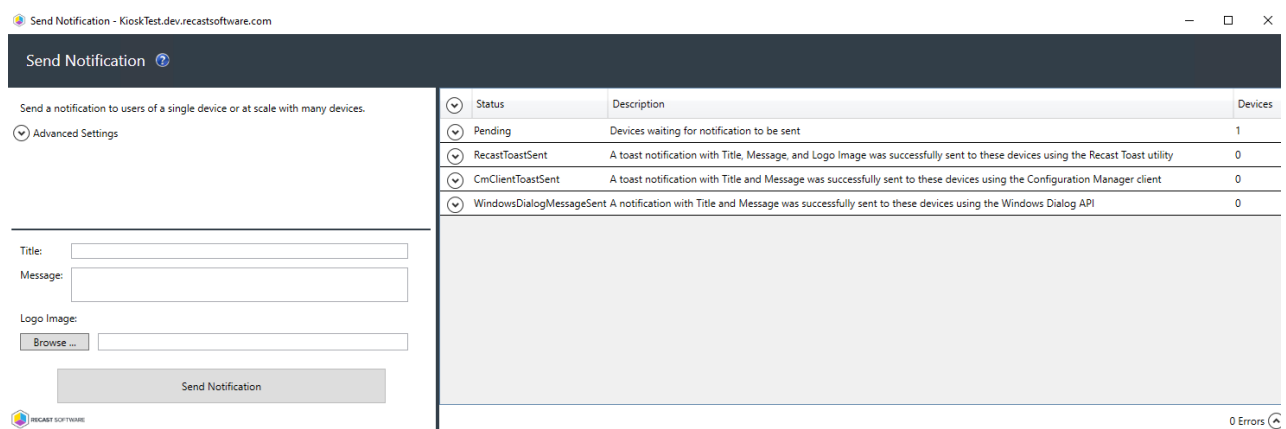 Send Notification - KioskTest.dev.recastsoftware.com
Send Notification ?
Send a notification to users of a single device or at scale with many devices.
Advanced Settings
Title:
Message:
Logo Image:
Browse ...
Send Notification
RECAST SOFTWARE
Status Description Devices
Pending Devices waiting for notification to be sent 1
RecastToastSent A toast notification with Title, Message, and Logo Image was successfully sent to these devices using the Recast Toast utility 0
CmClientToastSent A toast notification with Title and Message was successfully sent to these devices using the Configuration Manager client 0
WindowsDialogMessageSent A notification with Title and Message was successfully sent to these devices using the Windows Dialog API 0
0 Errors